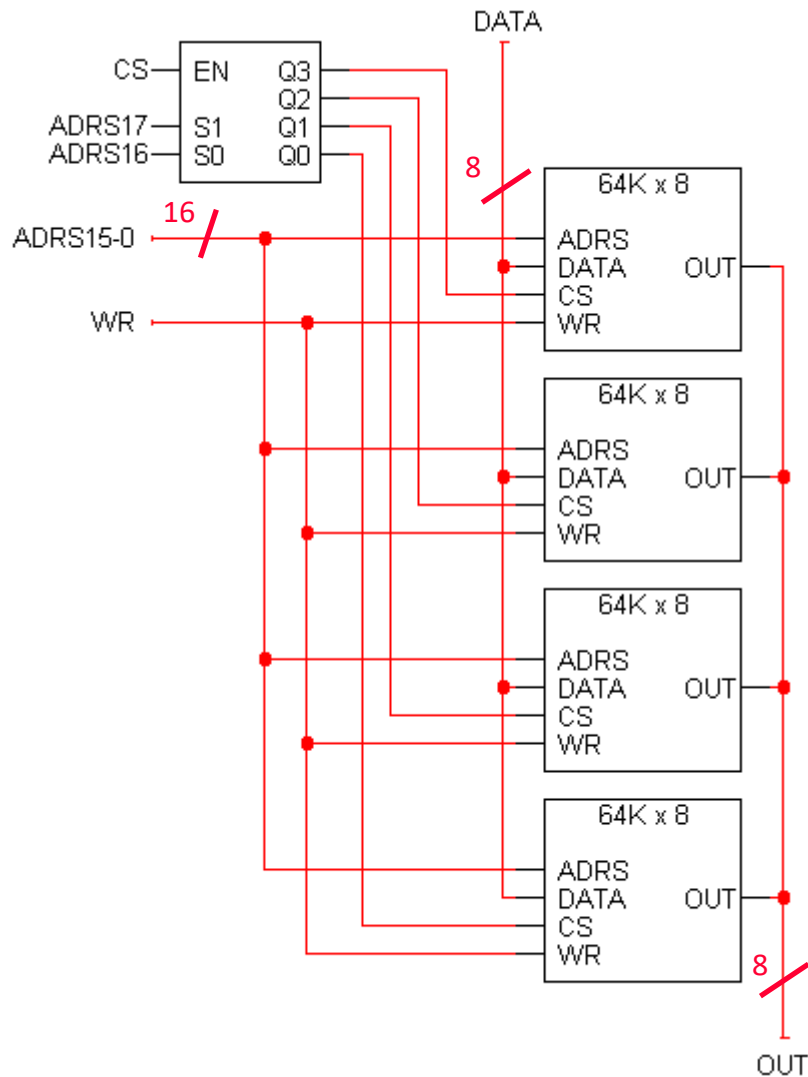 DATA
CS EN Q3
Q2
ADRS17 S1 Q1
ADRS16 S0 Q0
8
64K x 8
16
ADRS15-0
ADRS
DATA OUT
CS
WR
WR
64K x 8
ADRS
DATA OUT
CS
WR
64K x 8
ADRS
DATA OUT
CS
WR
64K x 8
ADRS
DATA OUT
CS
WR
8
OUT